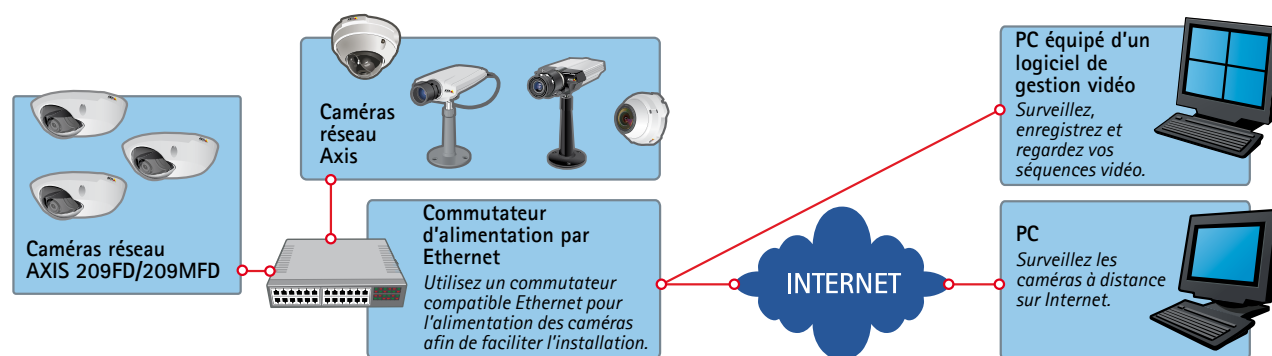 Caméras réseau
AXIS 209FD/209MFD
Caméras
réseau
Axis
Commutateur
d'alimentation par
Ethernet
Utilisez un commutateur
compatible Ethernet pour
l'alimentation des caméras
afin de faciliter l'installation.
INTERNET
PC équipé d'un
logiciel de
gestion vidéo
Surveillez,
enregistrez et
regardez vos
séquences vidéo.
PC
Surveillez les
caméras à distance
sur Internet.